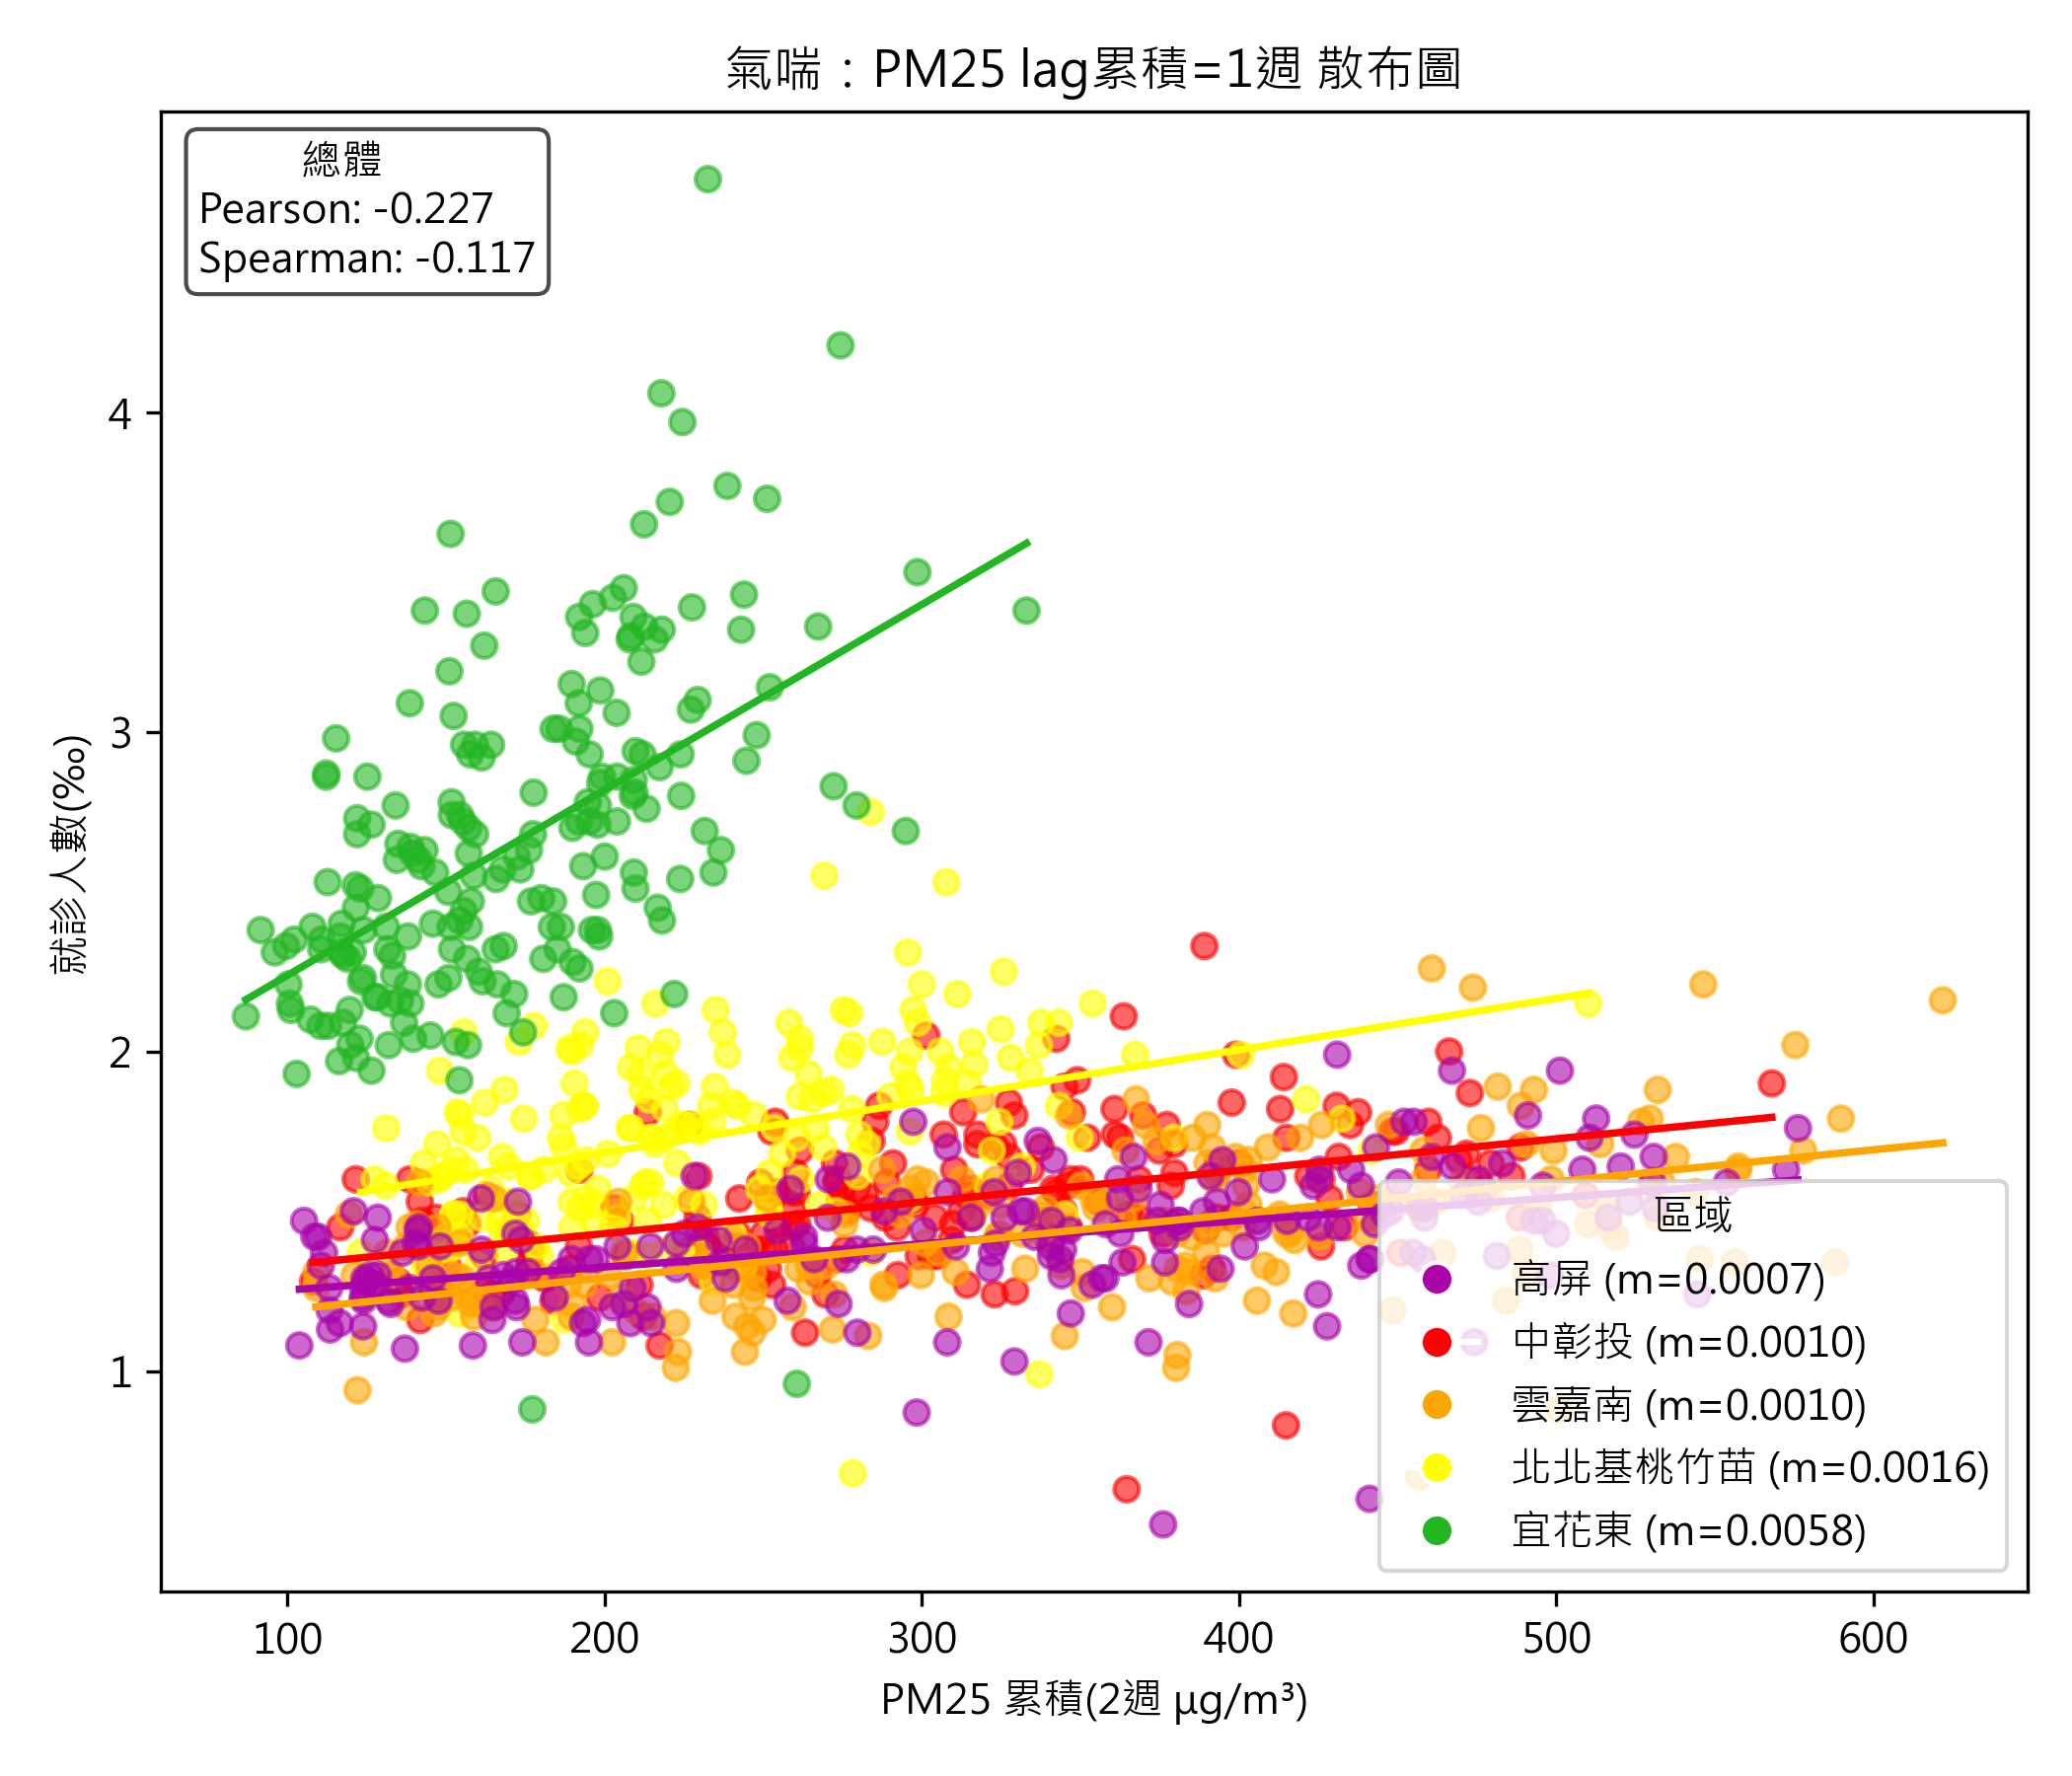 氣喘：PM25 lag累積=1週 散布圖
總體
Pearson: -0.227
Spearman: -0.117
就診人數(‰)
4
3
2
1
區域
高屏 (m=0.0007)
中彰投 (m=0.0010)
雲嘉南 (m=0.0010)
北北基桃竹苗 (m=0.0016)
宜花東 (m=0.0058)
100 200 300 400 500 600
PM25 累積(2週 μg/m³)